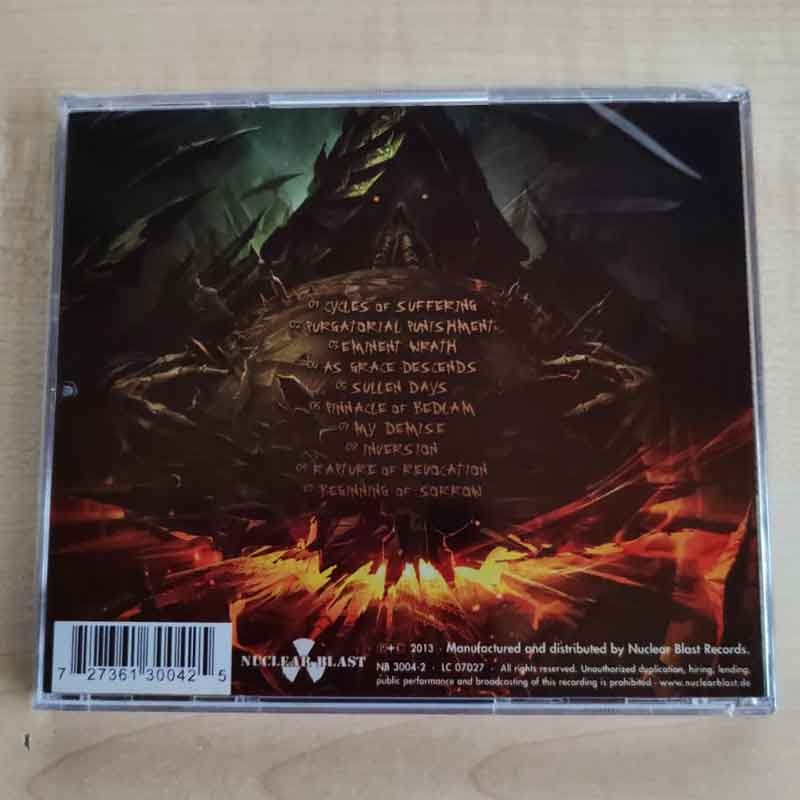 01 CYCLES OF SUFFERING
02 PURGATORIAL PUNISHMENT
03 EMINENT WRATH
04 AS GRACE DESCENDS
05 SULLEN DAYS
06 PINNACLE OF BEDLAM
07 MY DEMISE
08 INVERSION
09 RAPTURE OF REVOCATION
10 BEGINNING OF SORROW
7 27361 30042 5
NUCLEAR BLAST
℗+© 2013 · Manufactured and distributed by Nuclear Blast Records.
NB 3004-2 · LC 07027 · All rights reserved. Unauthorized duplication, hiring, lending,
public performance and broadcasting of this recording is prohibited · www.nuclearblast.de